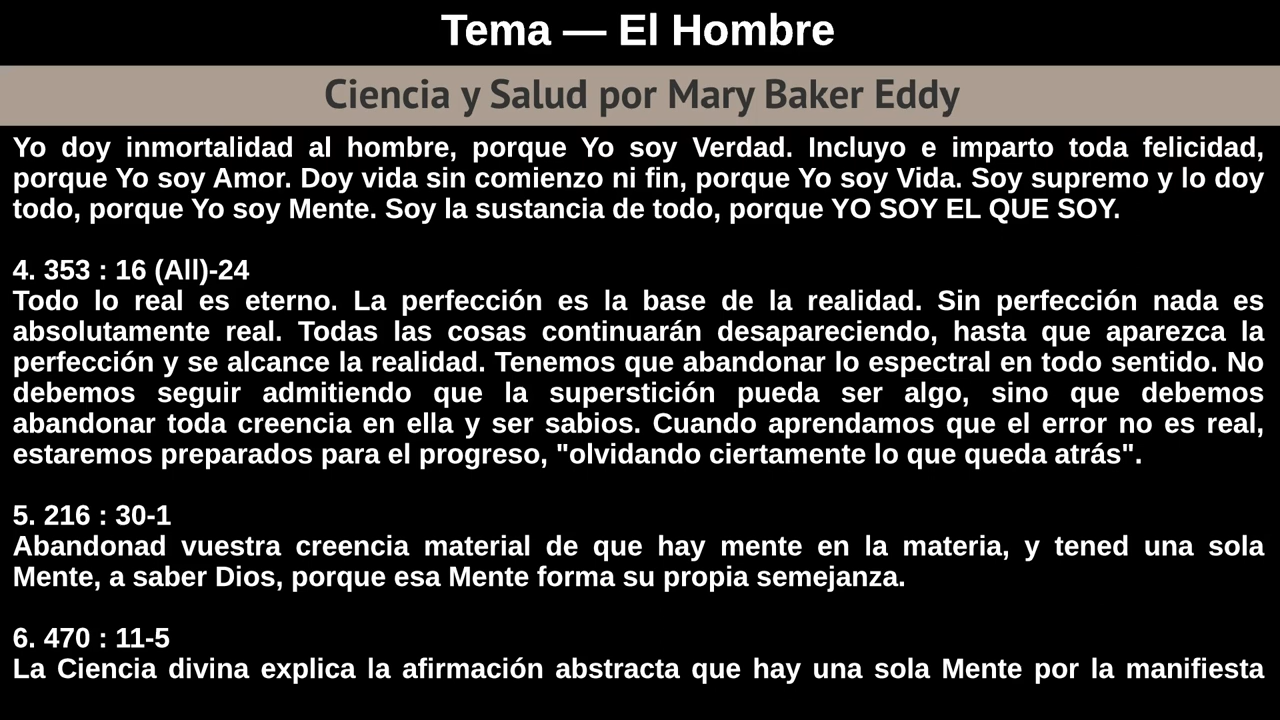 Tema — El Hombre
Ciencia y Salud por Mary Baker Eddy
Yo doy inmortalidad al hombre, porque Yo soy Verdad. Incluyo e imparto toda felicidad,
porque Yo soy Amor. Doy vida sin comienzo ni fin, porque Yo soy Vida. Soy supremo y lo doy
todo, porque Yo soy Mente. Soy la sustancia de todo, porque YO SOY EL QUE SOY.
4. 353 : 16 (All)-24
Todo lo real es eterno. La perfección es la base de la realidad. Sin perfección nada es
absolutamente real. Todas las cosas continuarán desapareciendo, hasta que aparezca la
perfección y se alcance la realidad. Tenemos que abandonar lo espectral en todo sentido. No
debemos seguir admitiendo que la superstición pueda ser algo, sino que debemos
abandonar toda creencia en ella y ser sabios. Cuando aprendamos que el error no es real,
estaremos preparados para el progreso, "olvidando ciertamente lo que queda atrás".
5. 216 : 30-1
Abandonad vuestra creencia material de que hay mente en la materia, y tened una sola
Mente, a saber Dios, porque esa Mente forma su propia semejanza.
6. 470 : 11-5
La Ciencia divina explica la afirmación abstracta que hay una sola Mente por la manifiesta